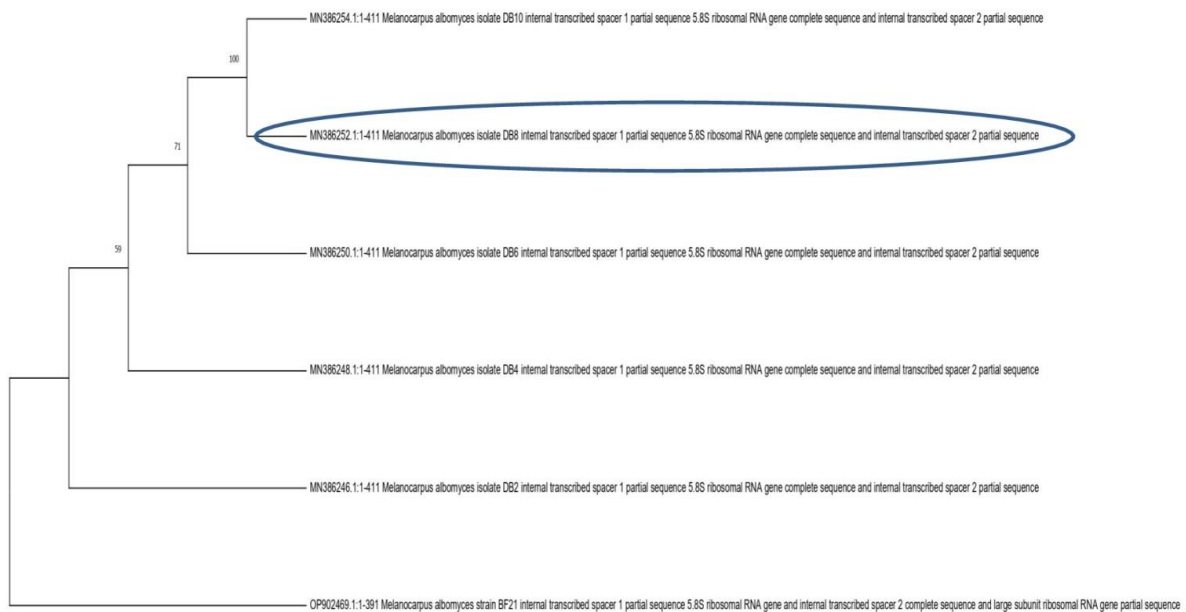 MN386254.1:1-411 Melanocarpus albomyces isolate DB10 internal transcribed spacer 1 partial sequence 5.8S ribosomal RNA gene complete sequence and internal transcribed spacer 2 partial sequence
100
MN386252.1:1-411 Melanocarpus albomyces isolate DB8 internal transcribed spacer 1 partial sequence 5.8S ribosomal RNA gene complete sequence and internal transcribed spacer 2 partial sequence
71
MN386250.1:1-411 Melanocarpus albomyces isolate DB6 internal transcribed spacer 1 partial sequence 5.8S ribosomal RNA gene complete sequence and internal transcribed spacer 2 partial sequence
59
MN386248.1:1-411 Melanocarpus albomyces isolate DB4 internal transcribed spacer 1 partial sequence 5.8S ribosomal RNA gene complete sequence and internal transcribed spacer 2 partial sequence
MN386246.1:1-411 Melanocarpus albomyces isolate DB2 internal transcribed spacer 1 partial sequence 5.8S ribosomal RNA gene complete sequence and internal transcribed spacer 2 partial sequence
OP902469.1:1-391 Melanocarpus albomyces strain BF21 internal transcribed spacer 1 partial sequence 5.8S ribosomal RNA gene and internal transcribed spacer 2 complete sequence and large subunit ribosomal RNA gene partial sequence